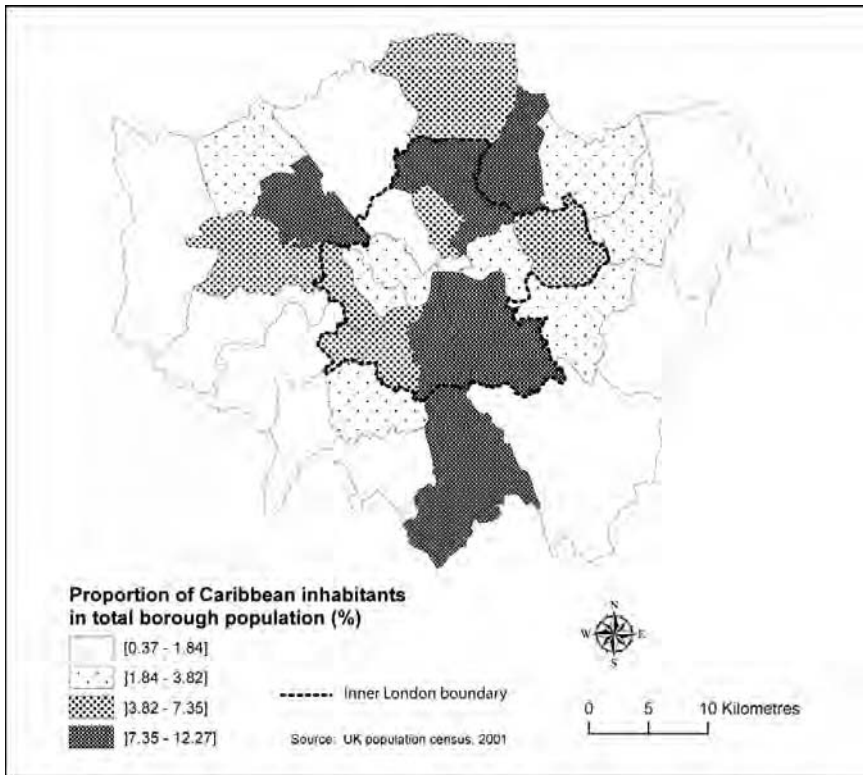 Proportion of Caribbean inhabitants
in total borough population (%)
[0.37 - 1.84]
]1.84 - 3.82]
]3.82 - 7.35]
]7.35 - 12.27]
Inner London boundary
Source: UK population census, 2001
N
W E
S
0 5 10 Kilometres